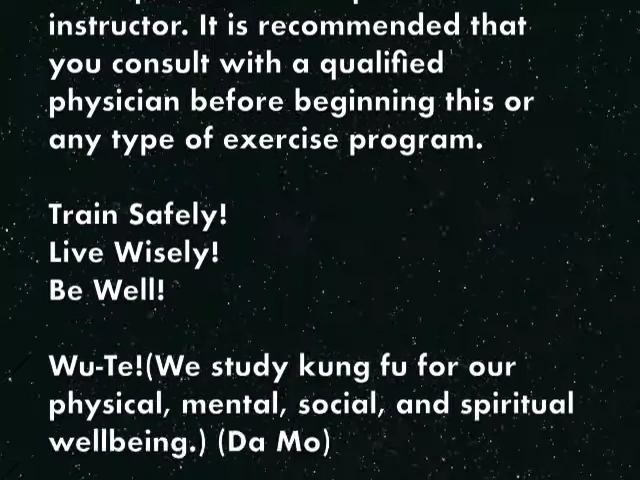 instructor. It is recommended that
you consult with a qualified
physician before beginning this or
any type of exercise program.
Train Safely!
Live Wisely!
Be Well!
Wu-Te!(We study kung fu for our
physical, mental, social, and spiritual
wellbeing.) (Da Mo)